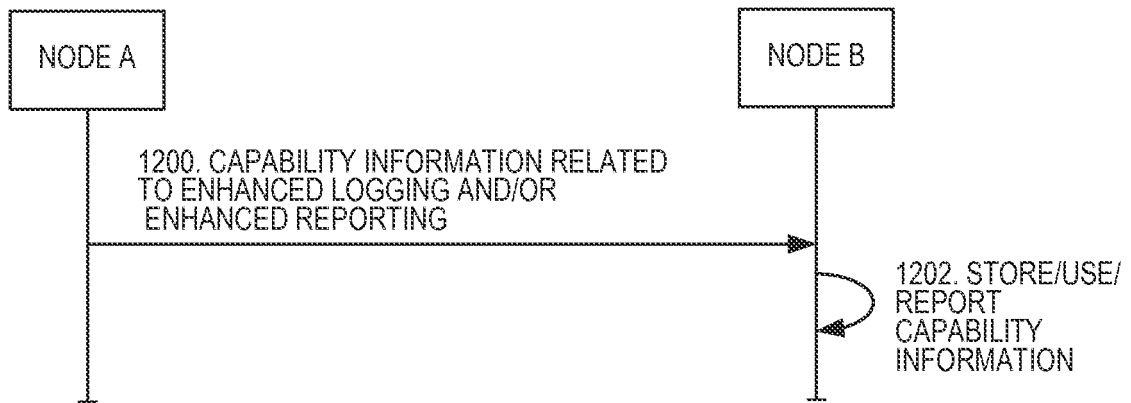 NODE A
NODE B
1200. CAPABILITY INFORMATION RELATED
TO ENHANCED LOGGING AND/OR
ENHANCED REPORTING
1202. STORE/USE/
REPORT
CAPABILITY
INFORMATION